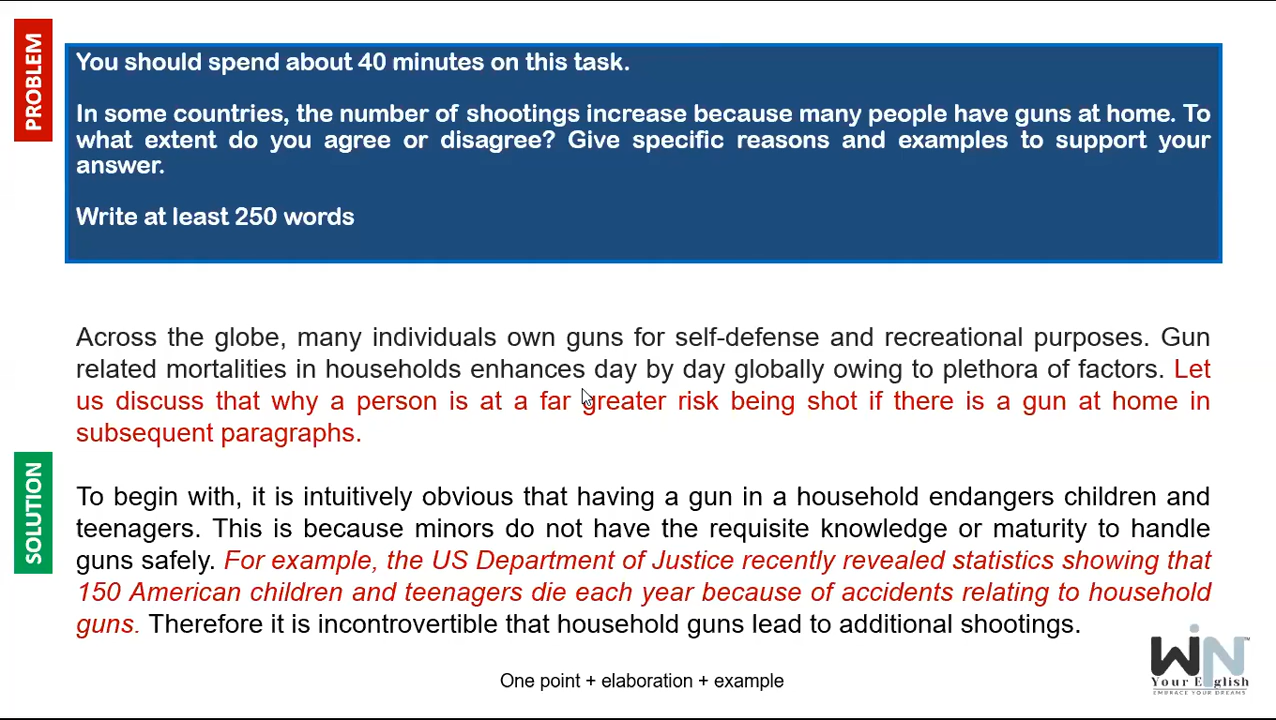 PROBLEM
You should spend about 40 minutes on this task.
In some countries, the number of shootings increase because many people have guns at home. To
what extent do you agree or disagree? Give specific reasons and examples to support your
answer.
Write at least 250 words
Across the globe, many individuals own guns for self-defense and recreational purposes. Gun
related mortalities in households enhances day by day globally owing to plethora of factors. Let
us discuss that why a person is at a far greater risk being shot if there is a gun at home in
subsequent paragraphs.
SOLUTION
To begin with, it is intuitively obvious that having a gun in a household endangers children and
teenagers. This is because minors do not have the requisite knowledge or maturity to handle
guns safely. For example, the US Department of Justice recently revealed statistics showing that
150 American children and teenagers die each year because of accidents relating to household
guns. Therefore it is incontrovertible that household guns lead to additional shootings.
One point + elaboration + example
WiN™
Your English
EMBRACE YOUR DREAMS